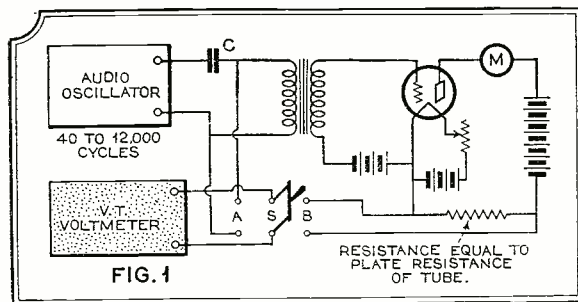 C
M
AUDIO
OSCILLATOR
40 TO 12,000
CYCLES
V.T.
VOLTMETER
A
S
B
RESISTANCE EQUAL TO
PLATE RESISTANCE
OF TUBE.
FIG. 1